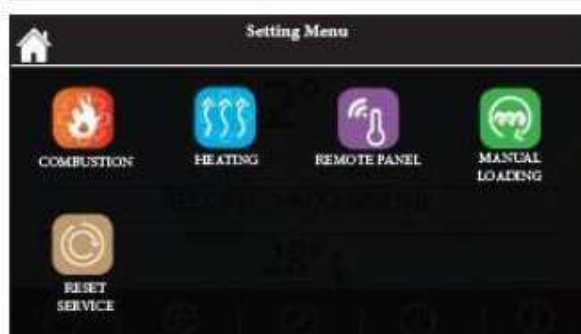 Setting Menu
COMBUSTION
HEATING
REMOTE PANEL
MANUAL
LOADING
RESET
SERVICE